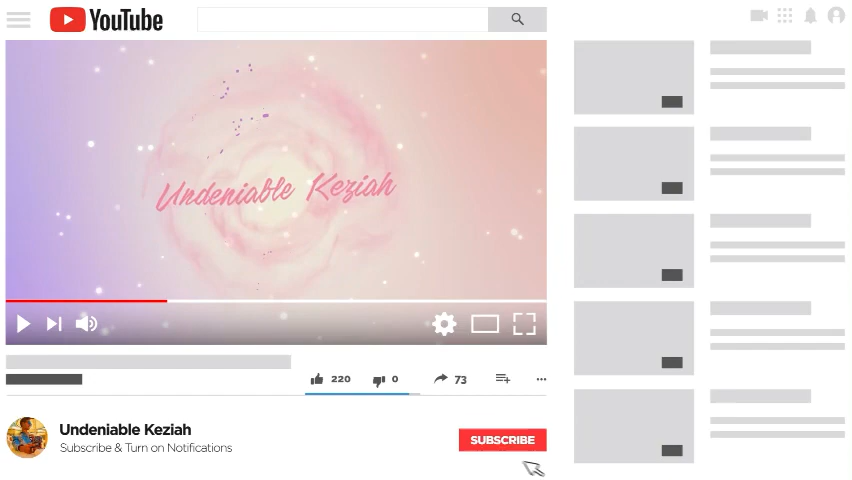 YouTube
Undeniable Keziah
220 0 73
Undeniable Keziah
Subscribe & Turn on Notifications
SUBSCRIBE